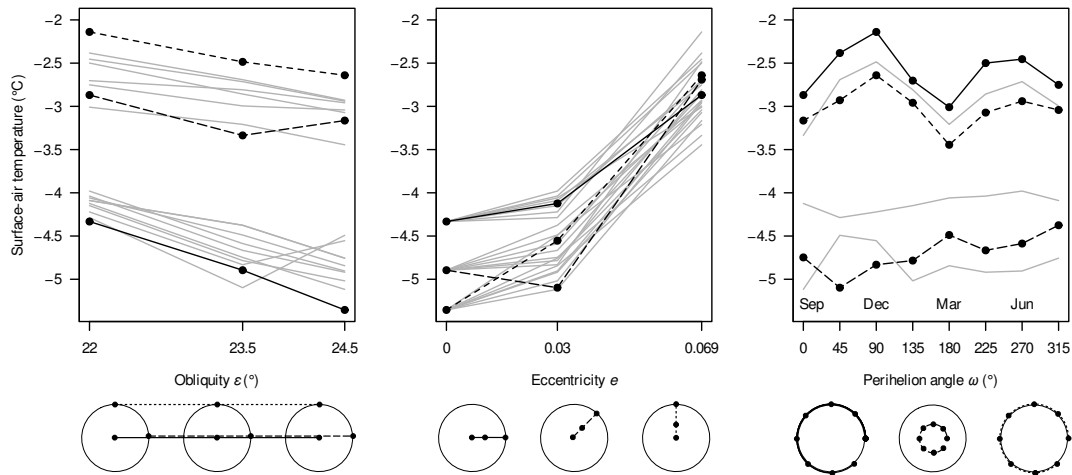 Surface-air temperature (°C)
−2
−2.5
−3
−3.5
−4
−4.5
−5
22 23.5 24.5
Obliquity ε (°)
−2
−2.5
−3
−3.5
−4
−4.5
−5
0 0.03 0.069
Eccentricity e
−2
−2.5
−3
−3.5
−4
−4.5
−5
Sep Dec Mar Jun
0 45 90 135 180 225 270 315
Perihelion angle ω (°)